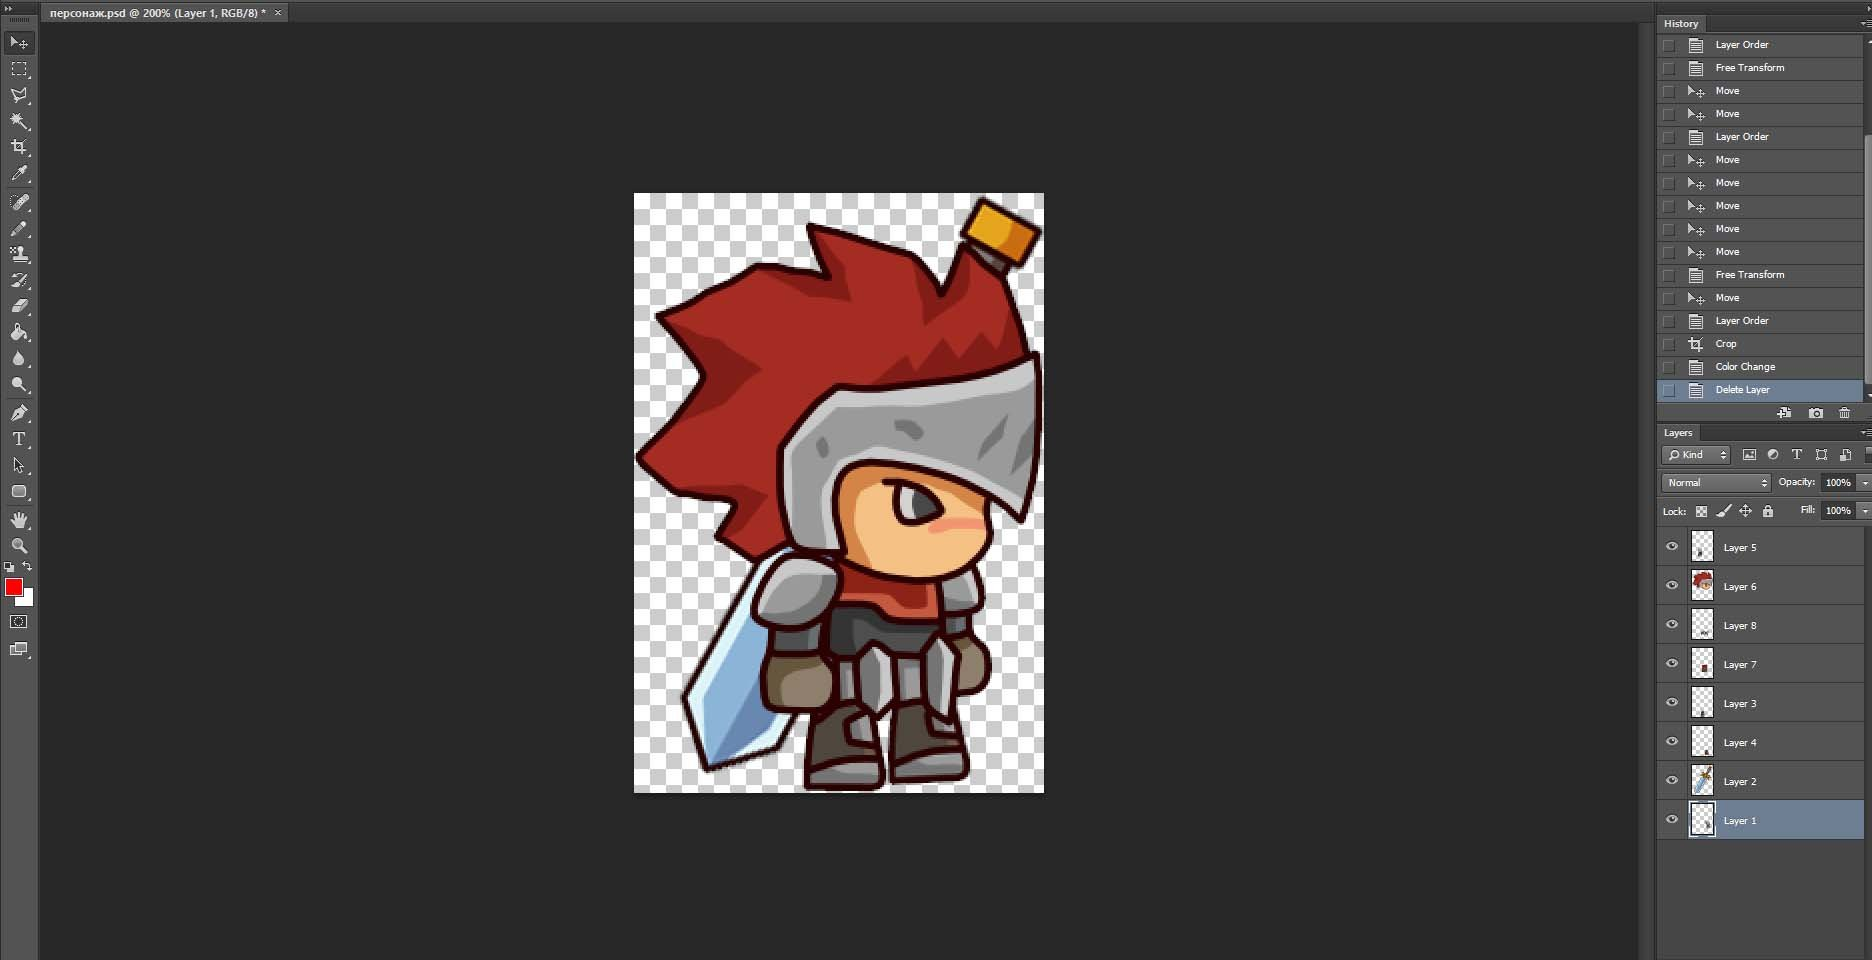 персонаж.psd @ 200% (Layer 1, RGB/8) * ×
History
Layer Order
Free Transform
Move
Move
Layer Order
Move
Move
Move
Move
Move
Free Transform
Move
Layer Order
Crop
Color Change
Delete Layer
Layers
Kind
Normal Opacity: 100%
Lock: Fill: 100%
Layer 5
Layer 6
Layer 8
Layer 7
Layer 3
Layer 4
Layer 2
Layer 1